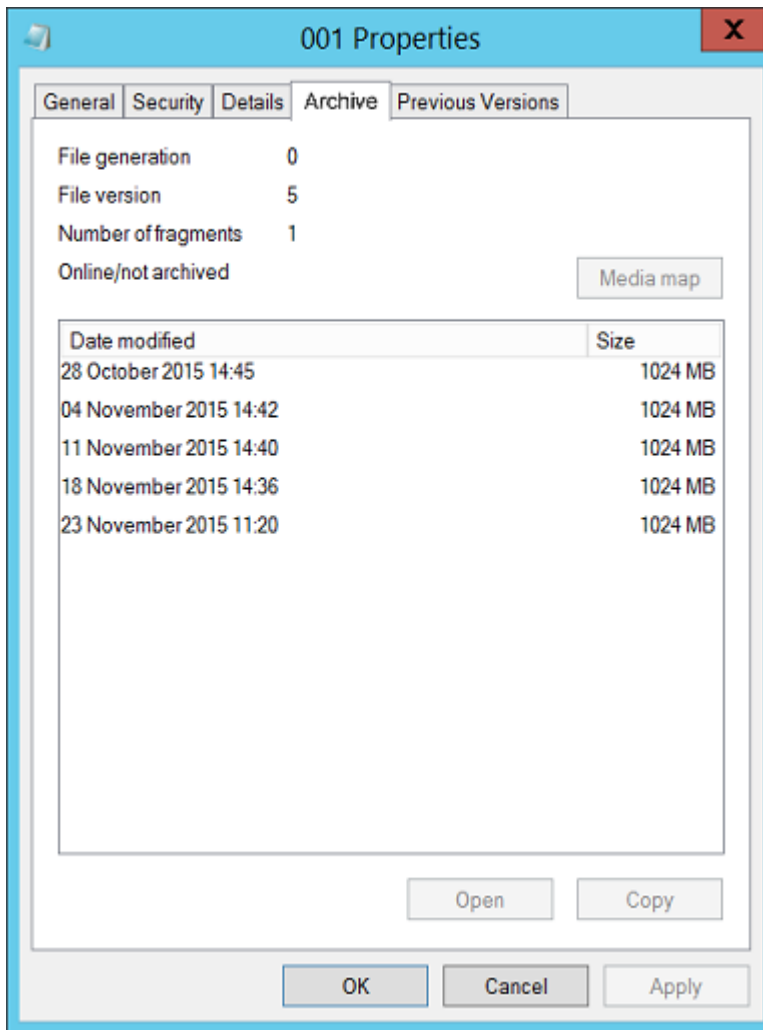 001 Properties
X
General Security Details Archive Previous Versions
File generation 0
File version 5
Number of fragments 1
Online/not archived Media map
Date modified Size
28 October 2015 14:45 1024 MB
04 November 2015 14:42 1024 MB
11 November 2015 14:40 1024 MB
18 November 2015 14:36 1024 MB
23 November 2015 11:20 1024 MB
Open Copy
OK Cancel Apply